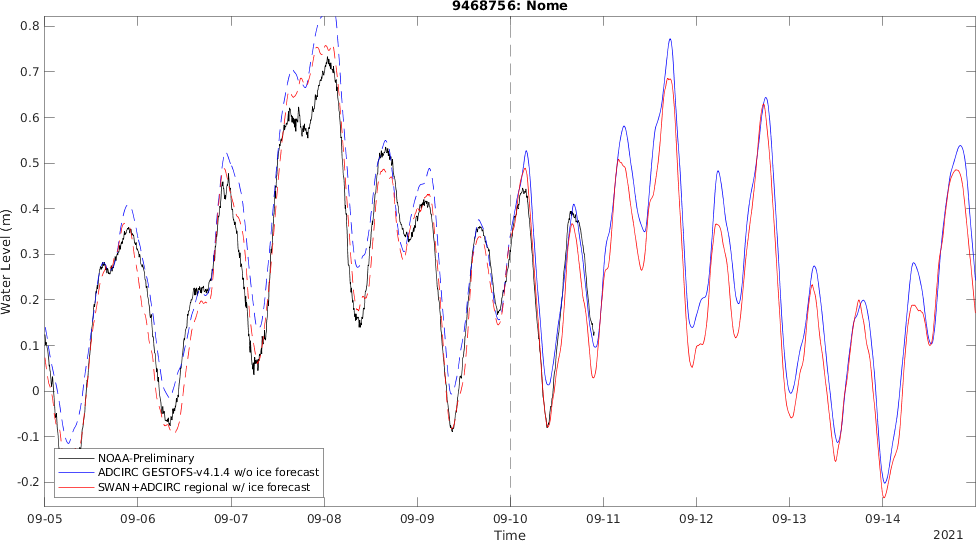 9468756: Nome
0.8
0.7
0.6
0.5
0.4
0.3
0.2
0.1
0
-0.1
-0.2
Water Level (m)
NOAA-Preliminary
ADCIRC GESTOFS-v4.1.4 w/o ice forecast
SWAN+ADCIRC regional w/ ice forecast
09-05 09-06 09-07 09-08 09-09 09-10 09-11 09-12 09-13 09-14
Time
2021